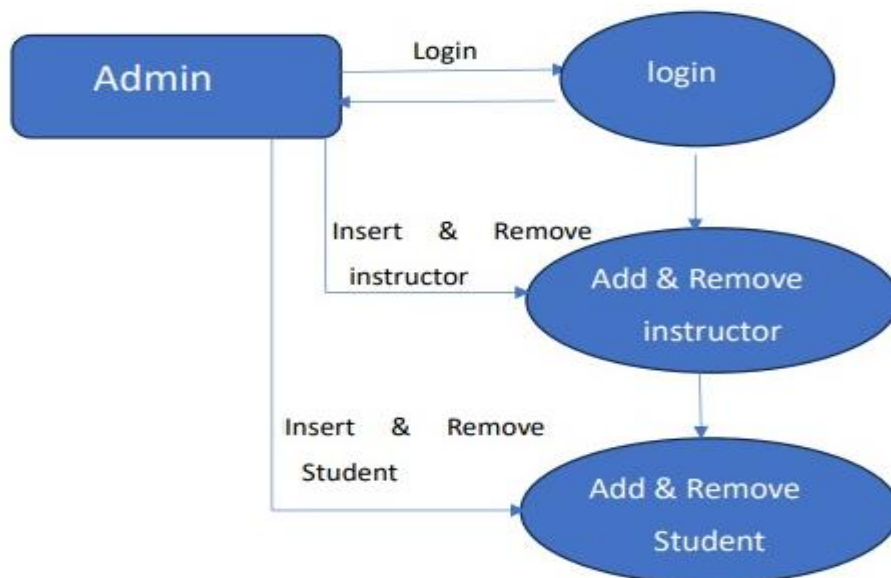 Admin
Login
login
Insert & Remove
instructor
Add & Remove
instructor
Insert & Remove
Student
Add & Remove
Student